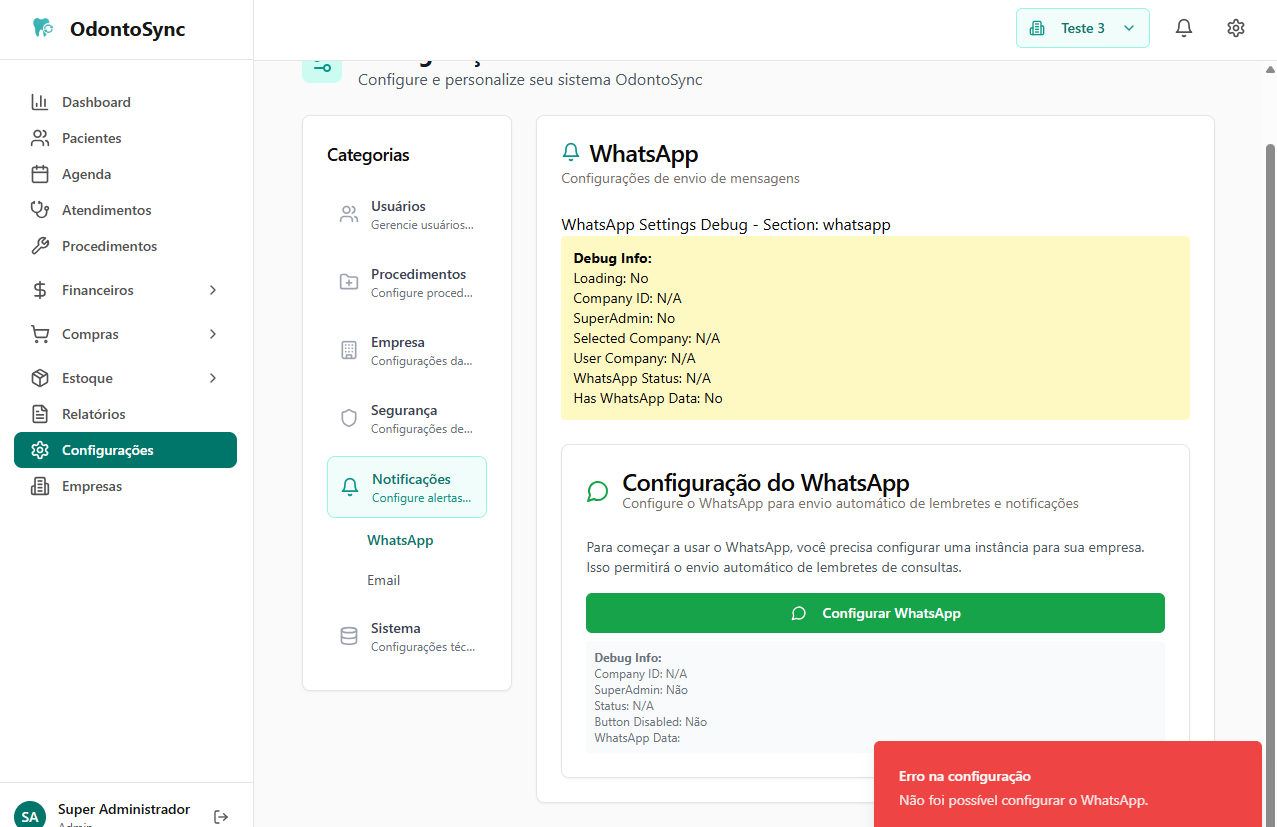 OdontoSync
Teste 3
Dashboard
Pacientes
Agenda
Atendimentos
Procedimentos
Financeiros
Compras
Estoque
Relatórios
Configurações
Empresas
SA
Super Administrador
Configure e personalize seu sistema OdontoSync
Categorias
Usuários
Gerencie usuários...
Procedimentos
Configure proced...
Empresa
Configurações da...
Segurança
Configurações de...
Notificações
Configure alertas...
WhatsApp
Email
Sistema
Configurações téc...
WhatsApp
Configurações de envio de mensagens
WhatsApp Settings Debug - Section: whatsapp
Debug Info:
Loading: No
Company ID: N/A
SuperAdmin: No
Selected Company: N/A
User Company: N/A
WhatsApp Status: N/A
Has WhatsApp Data: No
Configuração do WhatsApp
Configure o WhatsApp para envio automático de lembretes e notificações
Para começar a usar o WhatsApp, você precisa configurar uma instância para sua empresa.
Isso permitirá o envio automático de lembretes de consultas.
Configurar WhatsApp
Debug Info:
Company ID: N/A
SuperAdmin: Não
Status: N/A
Button Disabled: Não
WhatsApp Data:
Erro na configuração
Não foi possível configurar o WhatsApp.